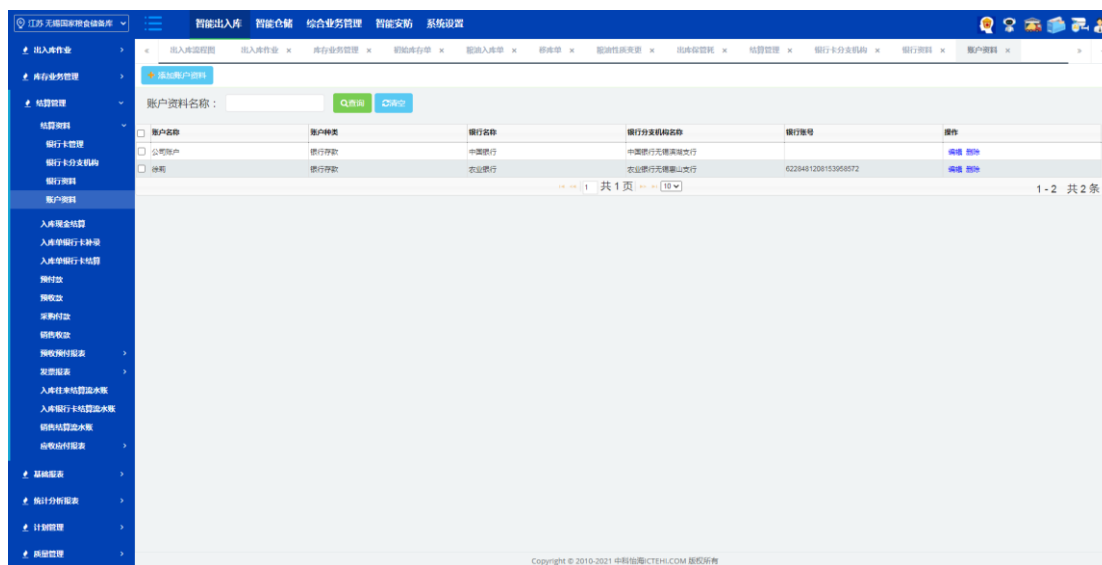 江苏 无锡国家粮食储备库
智能出入库 智能仓储 综合业务管理 智能安防 系统设置
出入库作业
库存业务管理
结算管理
结算资料
银行卡管理
银行卡分支机构
银行资料
账户资料
入库现金结算
入库单银行卡补录
入库单银行卡结算
预付款
预收款
采购付款
销售收款
预收预付报表
发票报表
入库往来结算流水账
入库银行卡结算流水账
销售结算流水账
应收应付报表
基础报表
统计分析报表
计划管理
质量管理
« 出入库流程图 出入库作业 × 库存业务管理 × 初始库存单 × 粮油入库单 × 移库单 × 粮油性质变更 × 出库保管耗 × 结算管理 × 银行卡分支机构 × 银行资料 × 账户资料 × »
添加账户资料
账户资料名称： 查询 清空
账户名称 账户种类 银行名称 银行分支机构名称 银行账号 操作
公司账户 银行存款 中国银行 中国银行无锡滨湖支行 编辑 删除
徐莉 银行存款 农业银行 农业银行无锡惠山支行 6228481208153958572 编辑 删除
1 共1页 10
1 - 2 共2条
Copyright © 2010-2021 中科怡海ICTEHI.COM 版权所有